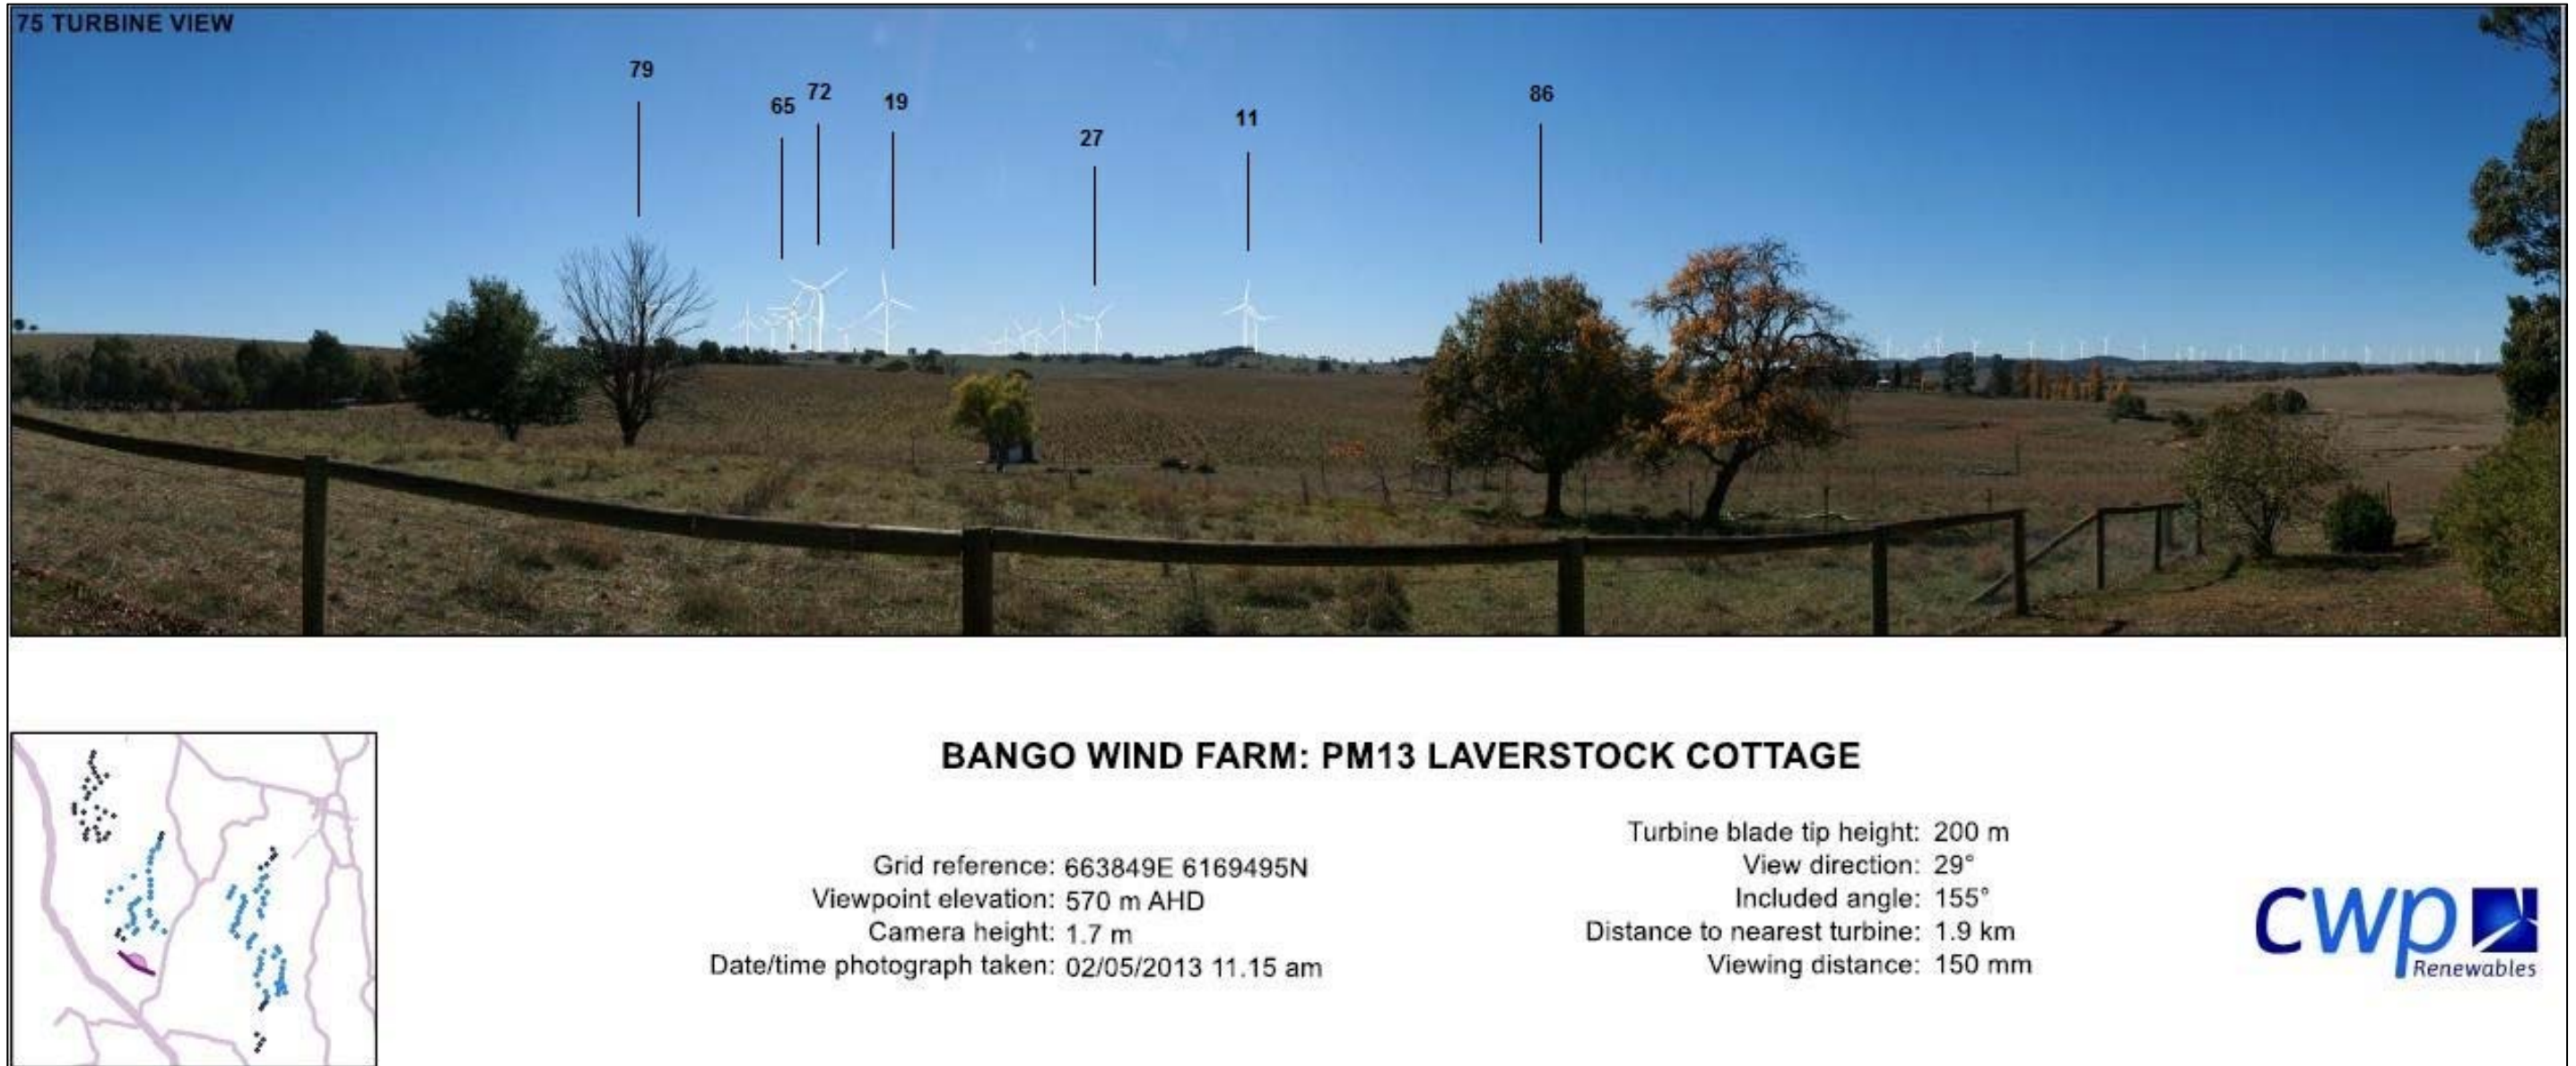 75 TURBINE VIEW
79
65
72
19
27
11
86
BANGO WIND FARM: PM13 LAVERSTOCK COTTAGE
Grid reference: 663849E 6169495N
Viewpoint elevation: 570 m AHD
Camera height: 1.7 m
Date/time photograph taken: 02/05/2013 11.15 am
Turbine blade tip height: 200 m
View direction: 29°
Included angle: 155°
Distance to nearest turbine: 1.9 km
Viewing distance: 150 mm
cwp
Renewables